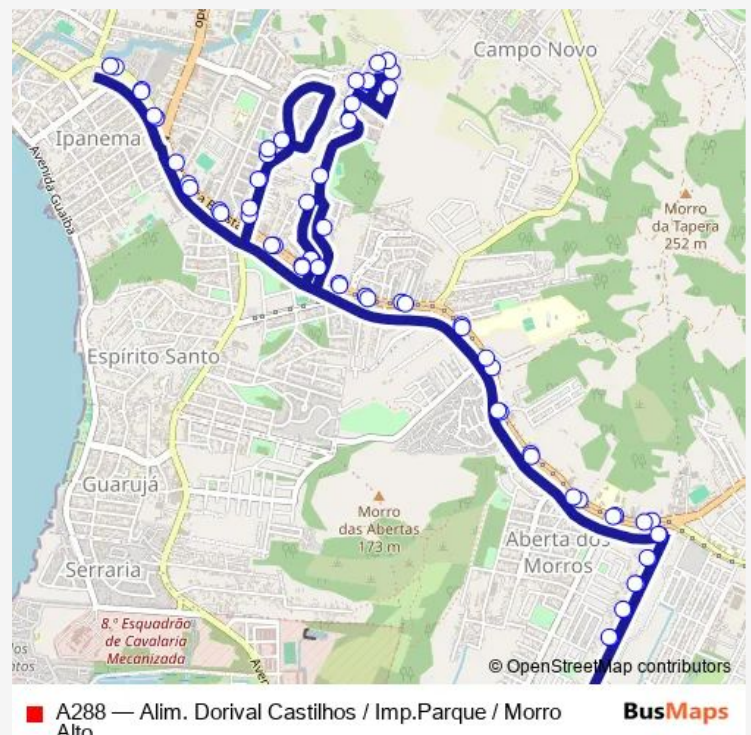 Campo Novo
Ipanema
Avenida Guaíba
Morro
da Tapera
252 m
Espírito Santo
Guarujá
Morro
das Abertas
173 m
Aberta dos
Morros
Serraria
8.º Esquadrão
de Cavalaria
Mecanizada
© OpenStreetMap contributors
A288 — Alim. Dorival Castilhos / Imp.Parque / Morro
Alto
BusMaps